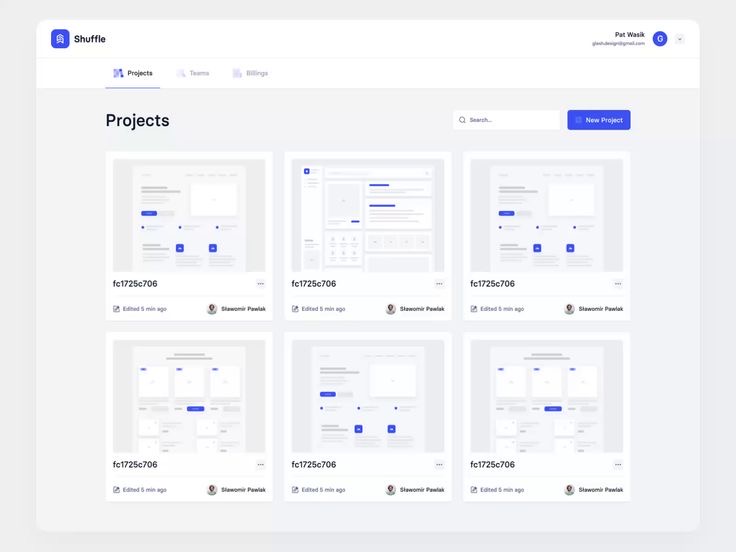 Shuffle
Pat Wasik
gleshudesign@gmail.com
G
Projects
Teams
Billings
Projects
Search...
New Project
fc1725c706
Edited 5 min ago
Sławomir Pawlak
fc1725c706
Edited 5 min ago
Sławomir Pawlak
fc1725c706
Edited 5 min ago
Sławomir Pawlak
fc1725c706
Edited 5 min ago
Sławomir Pawlak
fc1725c706
Edited 5 min ago
Sławomir Pawlak
fc1725c706
Edited 5 min ago
Sławomir Pawlak